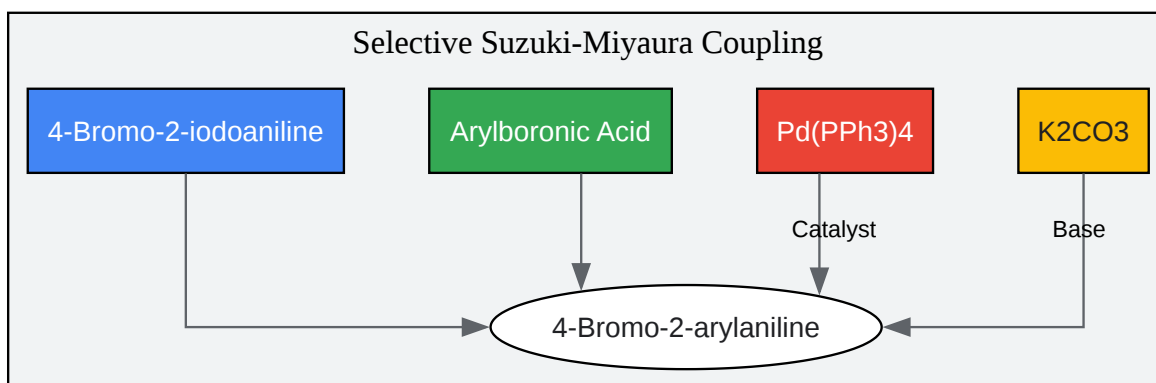 Selective Suzuki-Miyaura Coupling
4-Bromo-2-iodoaniline
Arylboronic Acid
Pd(PPh3)4
K2CO3
Catalyst
Base
4-Bromo-2-arylaniline